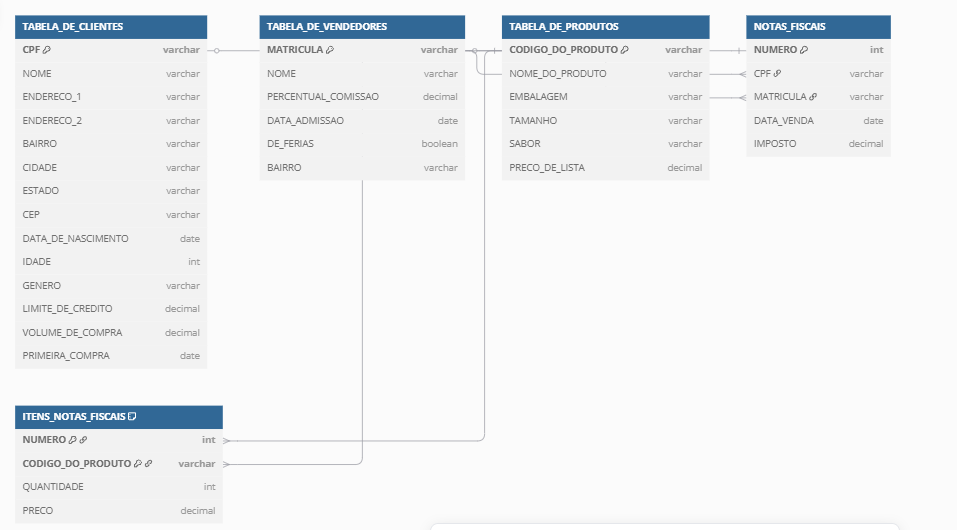 TABELA_DE_CLIENTES
CPF varchar
NOME varchar
ENDERECO_1 varchar
ENDERECO_2 varchar
BAIRRO varchar
CIDADE varchar
ESTADO varchar
CEP varchar
DATA_DE_NASCIMENTO date
IDADE int
GENERO varchar
LIMITE_DE_CREDITO decimal
VOLUME_DE_COMPRA decimal
PRIMEIRA_COMPRA date
TABELA_DE_VENDEDORES
MATRICULA varchar
NOME varchar
PERCENTUAL_COMISSAO decimal
DATA_ADMISSAO date
DE_FERIAS boolean
BAIRRO varchar
TABELA_DE_PRODUTOS
CODIGO_DO_PRODUTO varchar
NOME_DO_PRODUTO varchar
EMBALAGEM varchar
TAMANHO varchar
SABOR varchar
PRECO_DE_LISTA decimal
NOTAS_FISCAIS
NUMERO int
CPF varchar
MATRICULA varchar
DATA_VENDA date
IMPOSTO decimal
ITENS_NOTAS_FISCAIS
NUMERO int
CODIGO_DO_PRODUTO varchar
QUANTIDADE int
PRECO decimal